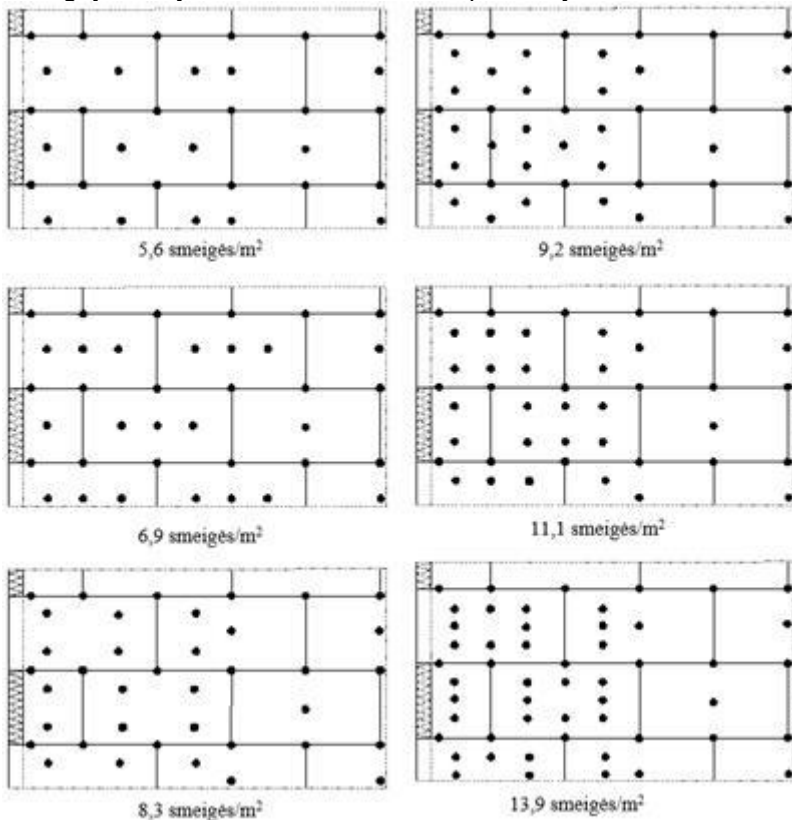 5,6 smeigės/m²
9,2 smeigės/m²
6,9 smeigės/m²
11,1 smeigės/m²
8,3 smeigės/m²
13,9 smeigės/m²